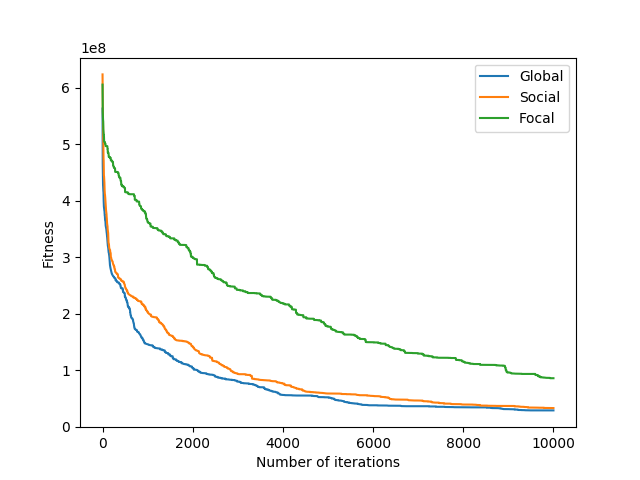 1e8
6
5
4
3
2
1
0
Fitness
0 2000 4000 6000 8000 10000
Number of iterations
Global
Social
Focal